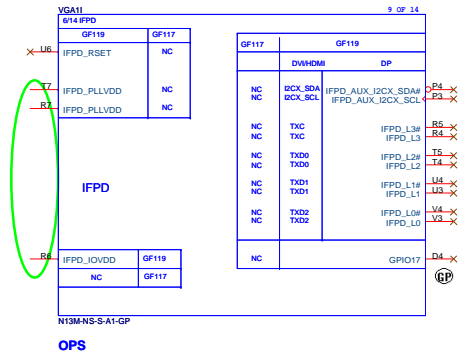 VGA1I 9 OF 14
6/14 IFPD
GF119 GF117
U6 IFPD_RSET NC
GF117 GF119
DVI/HDMI DP
T7 IFPD_PLLVDD NC
R7 IFPD_PLLVDD NC
NC I2CX_SDA IFPD_AUX_I2CX_SDA# P4
NC I2CX_SCL IFPD_AUX_I2CX_SCL P3
NC TXC IFPD_L3# R5
NC TXC IFPD_L3 R4
NC TXD0 IFPD_L2# T5
NC TXD0 IFPD_L2 T4
NC TXD1 IFPD_L1# U4
NC TXD1 IFPD_L1 U3
IFPD
NC TXD2 IFPD_L0# V4
NC TXD2 IFPD_L0 V3
R6 IFPD_IOVDD GF119
NC GF117
NC GPIO17 D4
GP
N13M-NS-S-A1-GP
OPS